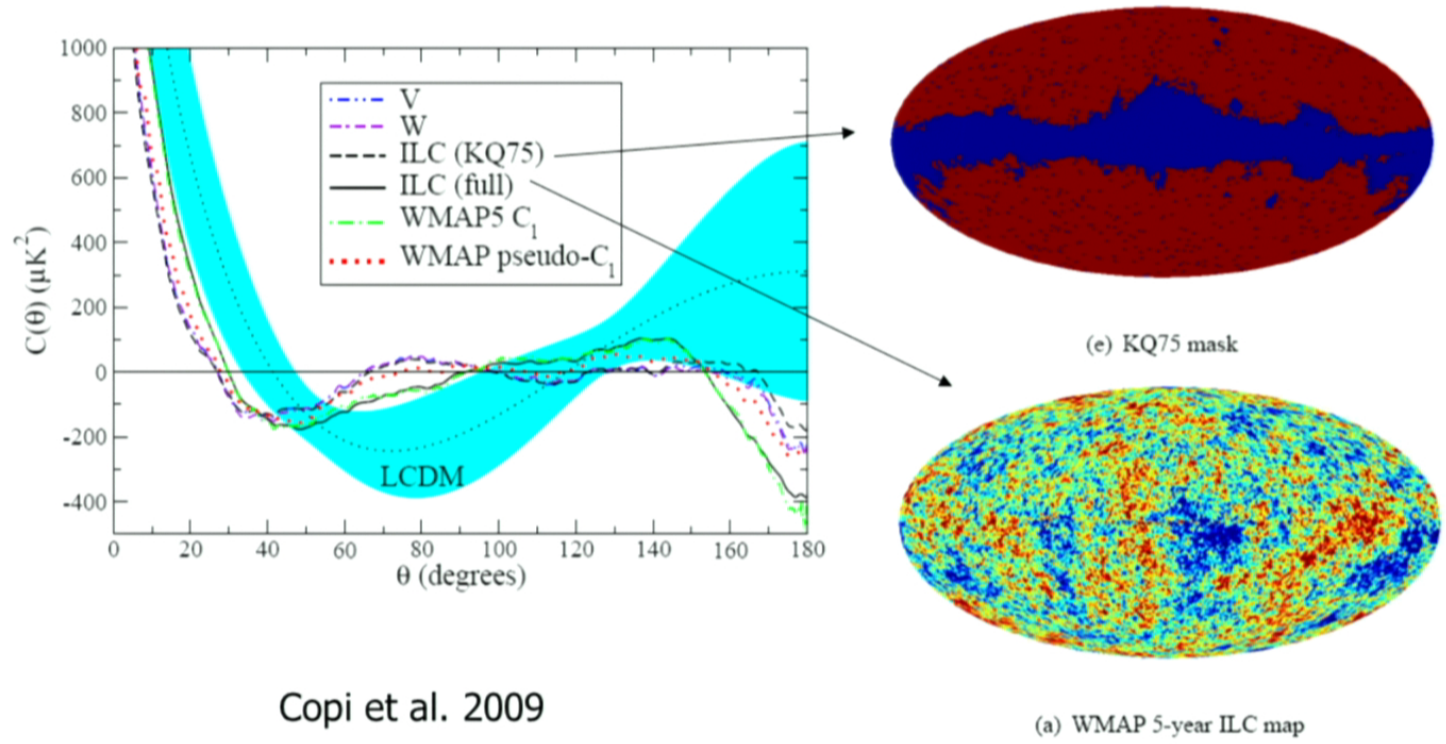 1000
800
600
400
200
0
-200
-400
C(θ) (μK²)
V
W
ILC (KQ75)
ILC (full)
WMAP5 C₁
WMAP pseudo-C₁
LCDM
0 20 40 60 80 100 120 140 160 180
θ (degrees)
(e) KQ75 mask
(a) WMAP 5-year ILC map
Copi et al. 2009